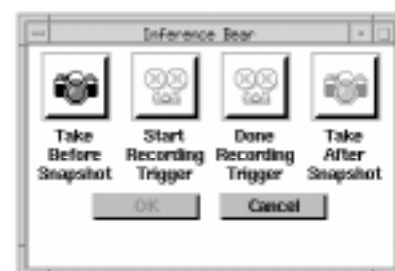 Inference Bear
Take Start Done Take
Before Recording Recording After
Snapshot Trigger Trigger Snapshot
OK Cancel